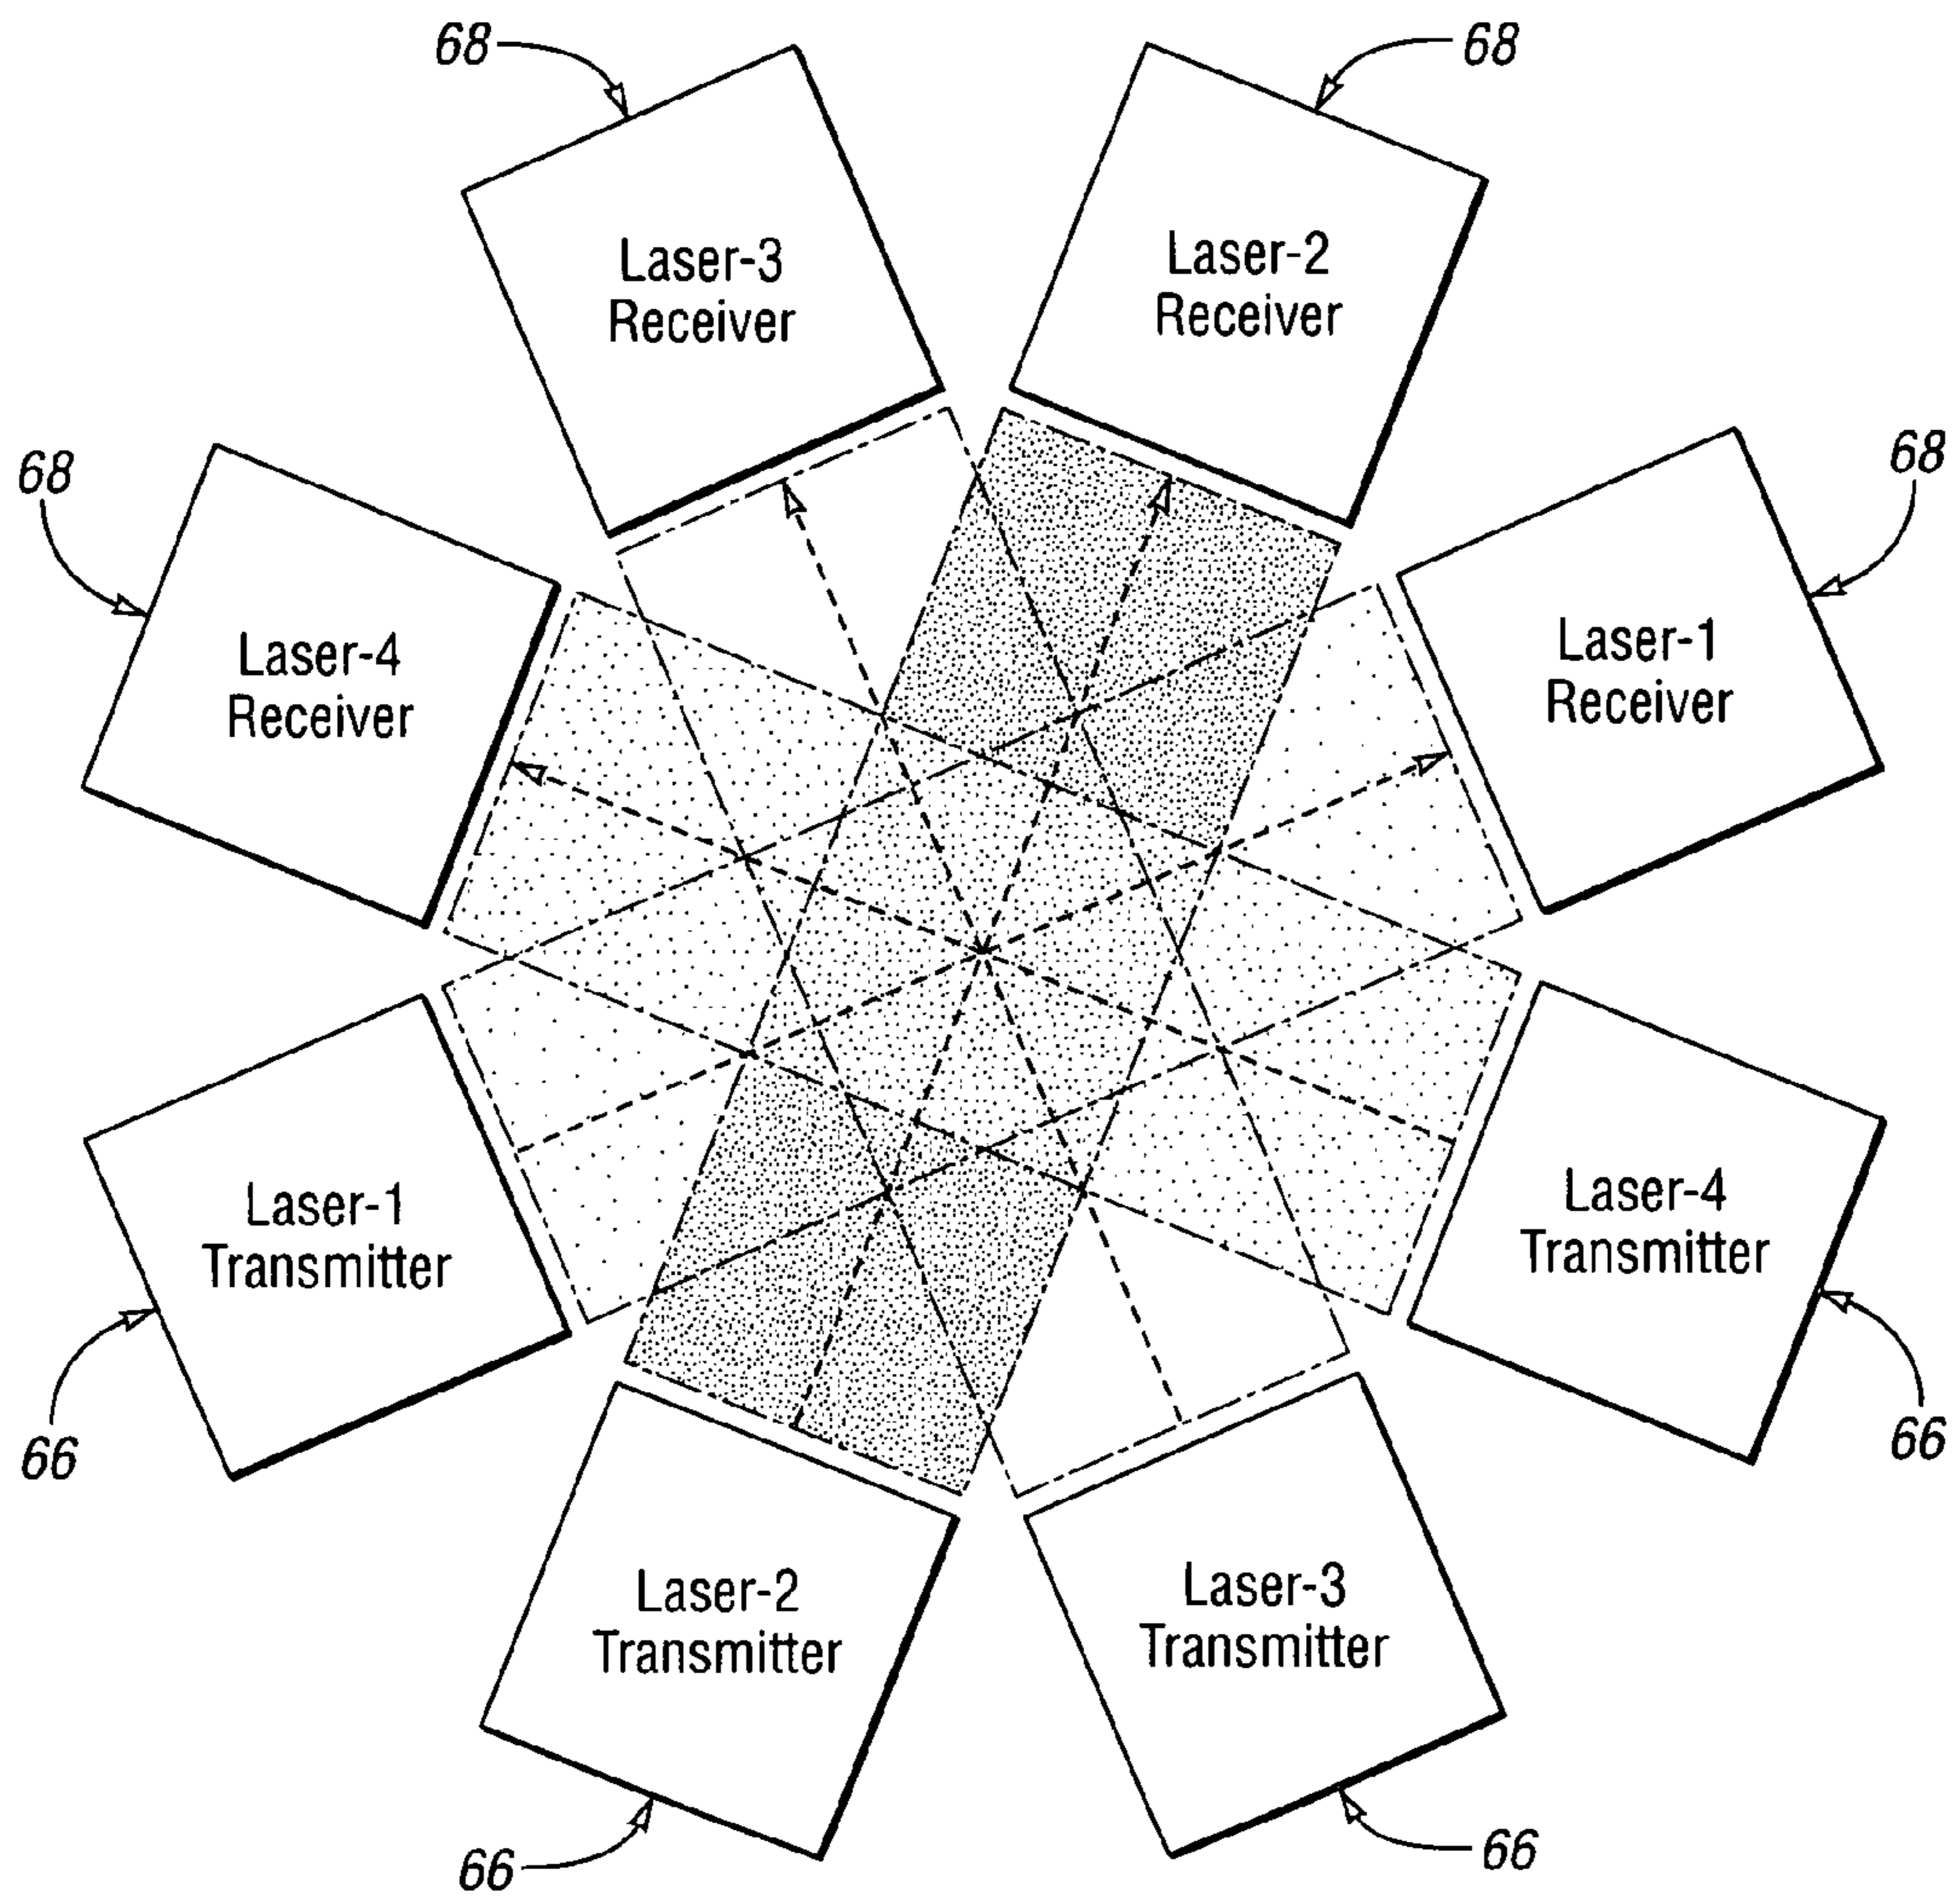 68
68
Laser-3
Receiver
Laser-2
Receiver
68
68
Laser-4
Receiver
Laser-1
Receiver
Laser-1
Transmitter
Laser-4
Transmitter
66
66
Laser-2
Transmitter
Laser-3
Transmitter
66
66